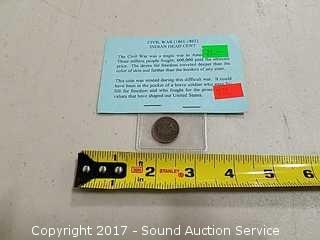 CIVIL WAR (1861-1865)
INDIAN HEAD CENT
The Civil War was a tragic war in
Three million people fought, 600,000 paid the ultimate
price. The desire for freedom traveled deeper than the
color of skin and further than the borders of any state.
This coin was minted during this difficult war. It could
have been in the pocket of a brave soldier who
felt for freedom and who fought for the
values that have shaped our United States.
1 2 STANLEY 3 4 5 6
Copyright 2017 - Sound Auction Service